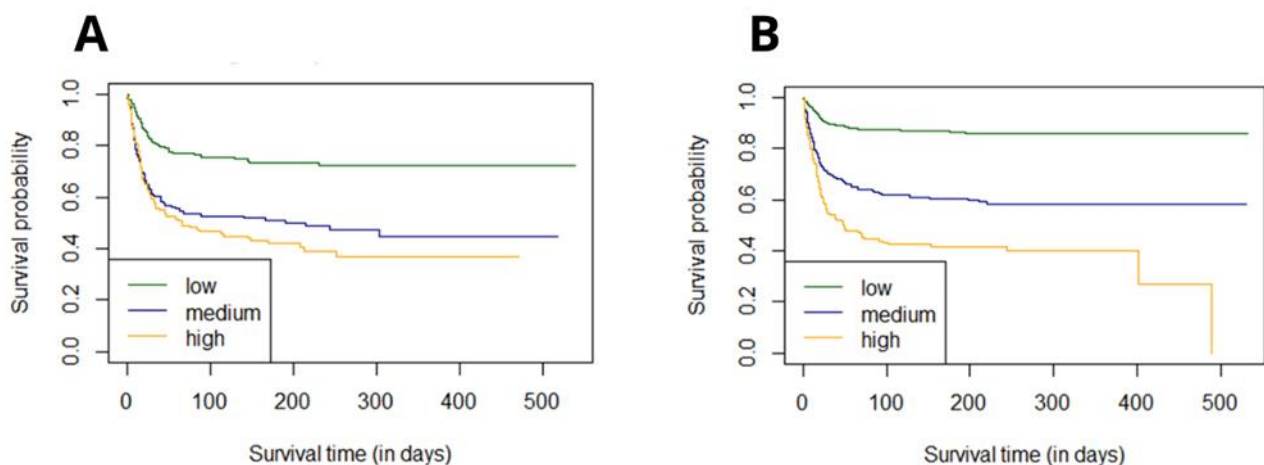 A
Survival probability
1.0
0.8
0.6
0.4
0.2
0.0
low
medium
high
0 100 200 300 400 500
Survival time (in days)
B
Survival probability
1.0
0.8
0.6
0.4
0.2
0.0
low
medium
high
0 100 200 300 400 500
Survival time (in days)